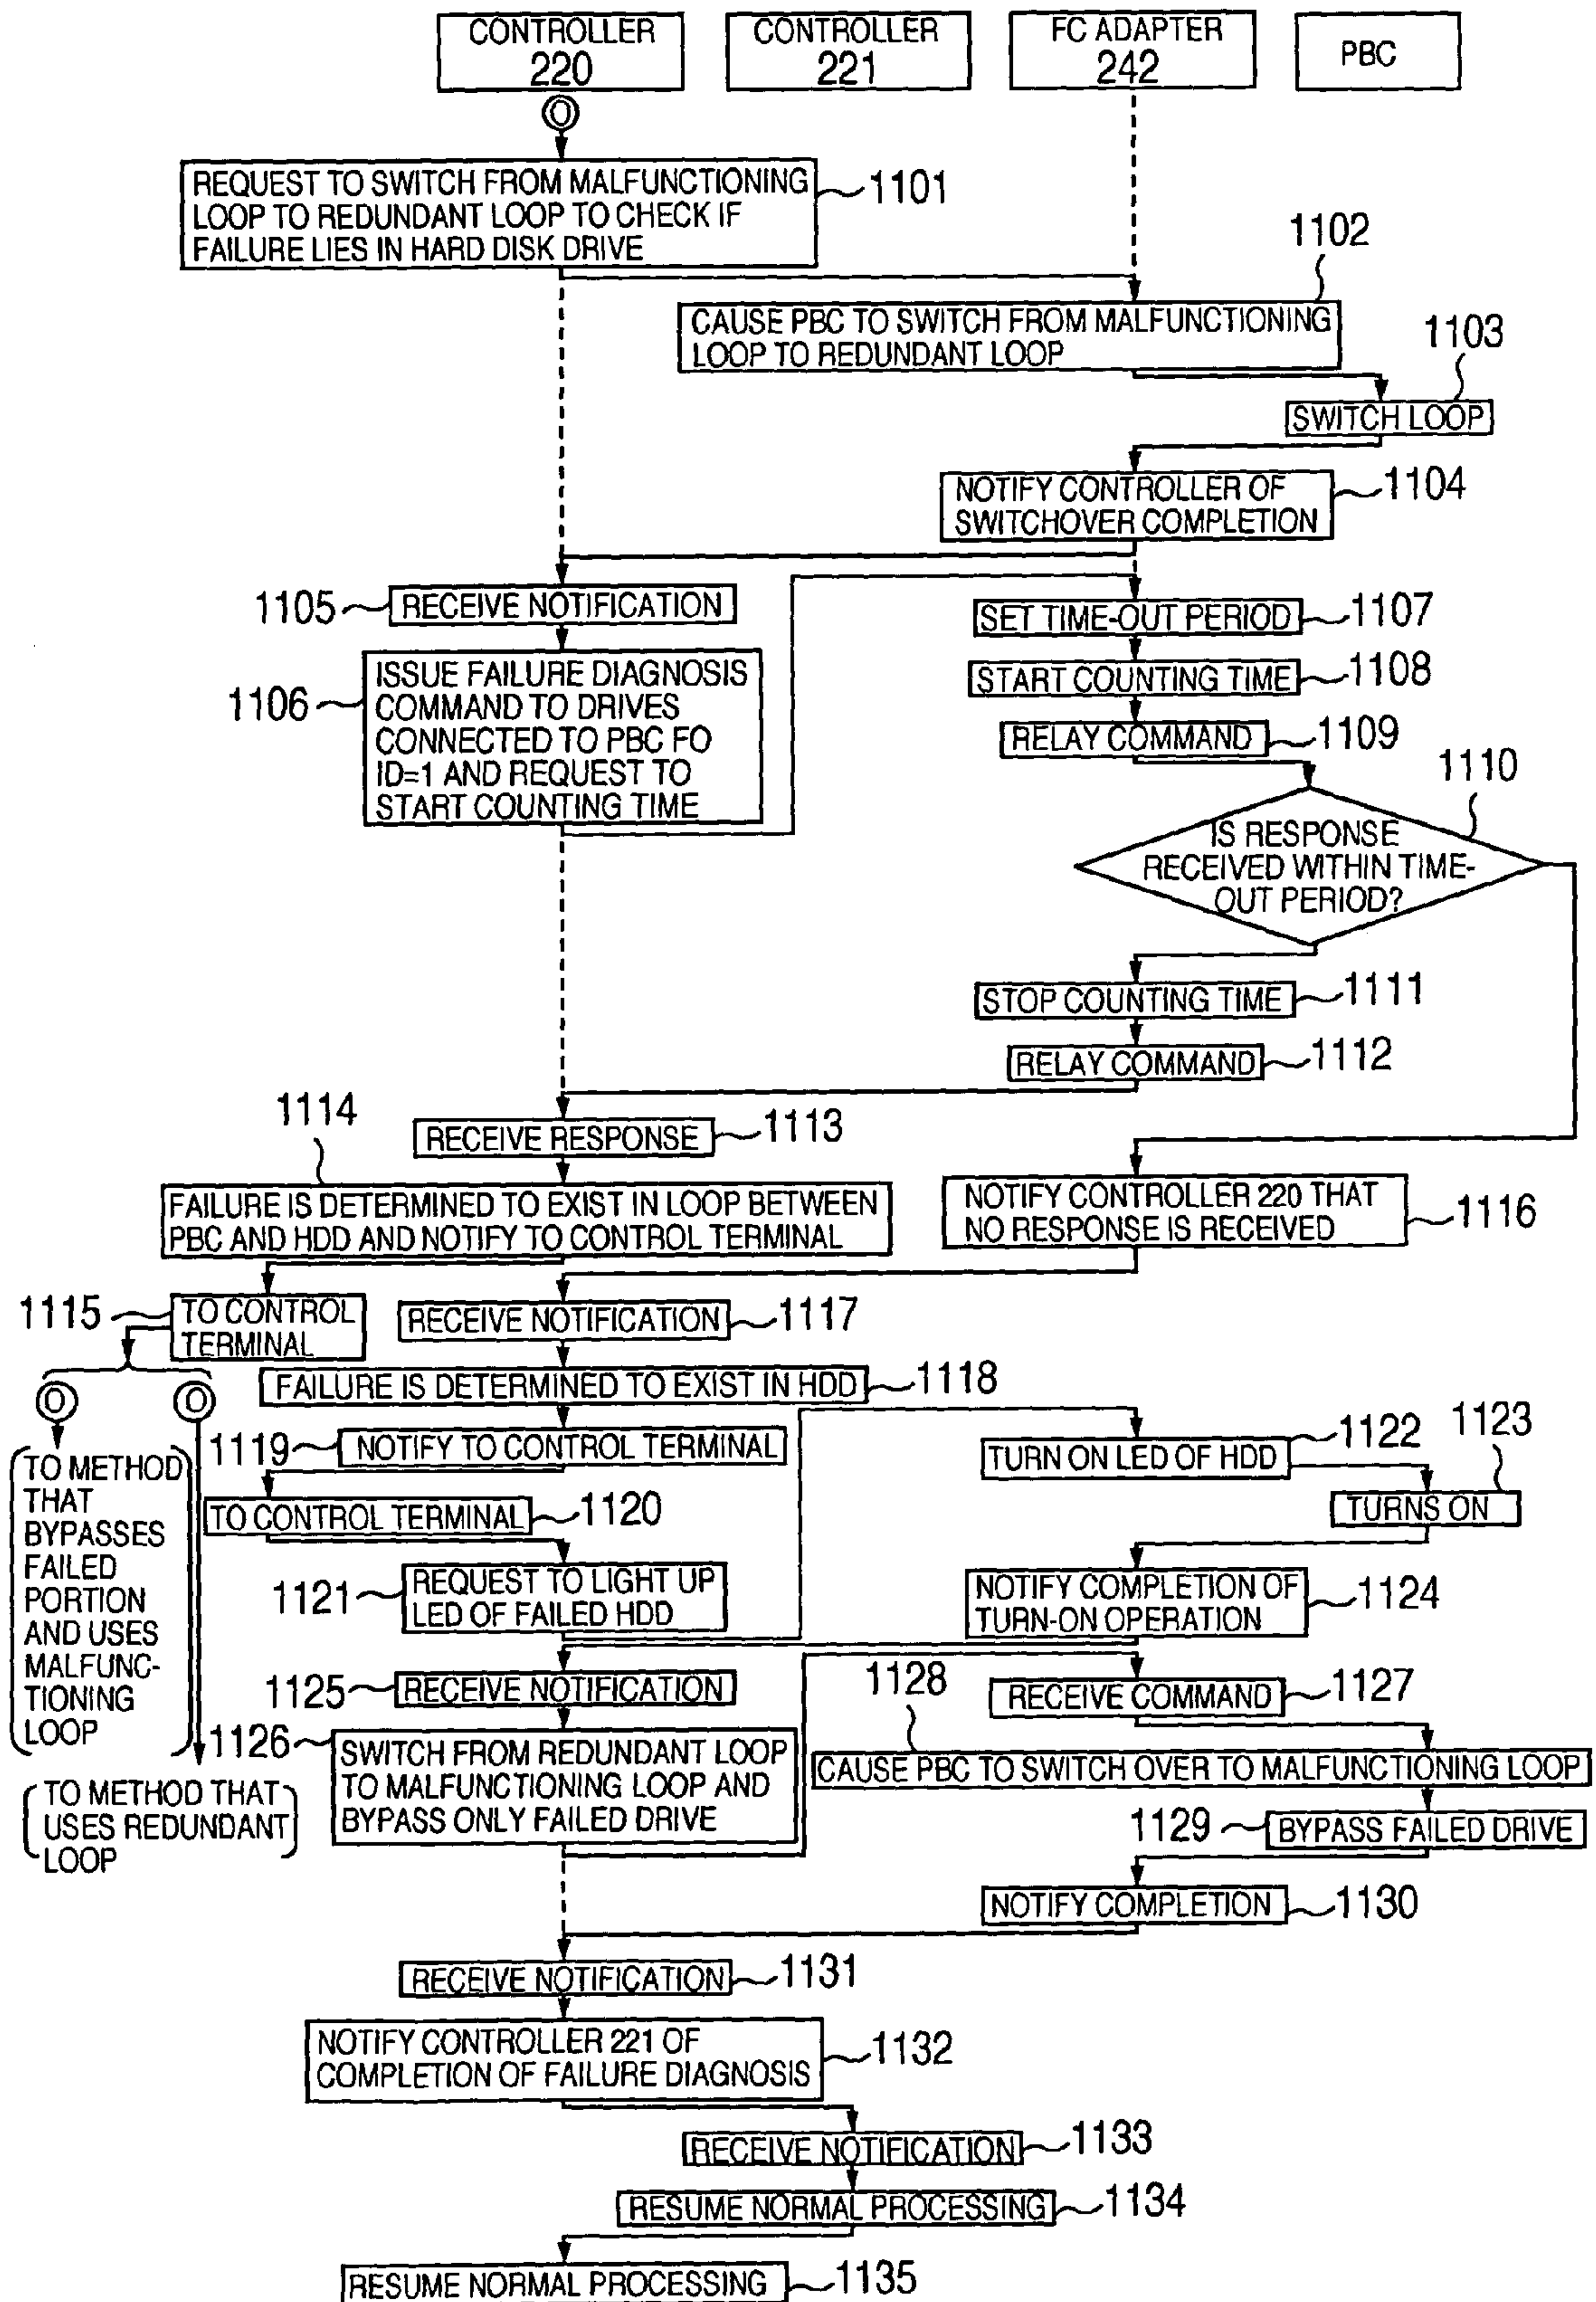 CONTROLLER
220
CONTROLLER
221
FC ADAPTER
242
PBC
REQUEST TO SWITCH FROM MALFUNCTIONING
LOOP TO REDUNDANT LOOP TO CHECK IF
FAILURE LIES IN HARD DISK DRIVE
1101
1102
CAUSE PBC TO SWITCH FROM MALFUNCTIONING
LOOP TO REDUNDANT LOOP
1103
SWITCH LOOP
NOTIFY CONTROLLER OF
SWITCHOVER COMPLETION
1104
1105
RECEIVE NOTIFICATION
SET TIME-OUT PERIOD
1107
1106
ISSUE FAILURE DIAGNOSIS
COMMAND TO DRIVES
CONNECTED TO PBC FO
ID=1 AND REQUEST TO
START COUNTING TIME
START COUNTING TIME
1108
RELAY COMMAND
1109
1110
IS RESPONSE
RECEIVED WITHIN TIME-
OUT PERIOD?
STOP COUNTING TIME
1111
RELAY COMMAND
1112
RECEIVE RESPONSE
1113
1114
FAILURE IS DETERMINED TO EXIST IN LOOP BETWEEN
PBC AND HDD AND NOTIFY TO CONTROL TERMINAL
NOTIFY CONTROLLER 220 THAT
NO RESPONSE IS RECEIVED
1116
1115
TO CONTROL
TERMINAL
RECEIVE NOTIFICATION
1117
FAILURE IS DETERMINED TO EXIST IN HDD
1118
TO METHOD
THAT
BYPASSES
FAILED
PORTION
AND USES
MALFUNC-
TIONING
LOOP
TO METHOD THAT
USES REDUNDANT
LOOP
1119
NOTIFY TO CONTROL TERMINAL
TO CONTROL TERMINAL
1120
1121
REQUEST TO LIGHT UP
LED OF FAILED HDD
TURN ON LED OF HDD
1122
1123
TURNS ON
NOTIFY COMPLETION OF
TURN-ON OPERATION
1124
1125
RECEIVE NOTIFICATION
1126
SWITCH FROM REDUNDANT LOOP
TO MALFUNCTIONING LOOP AND
BYPASS ONLY FAILED DRIVE
RECEIVE COMMAND
1127
1128
CAUSE PBC TO SWITCH OVER TO MALFUNCTIONING LOOP
1129
BYPASS FAILED DRIVE
NOTIFY COMPLETION
1130
RECEIVE NOTIFICATION
1131
NOTIFY CONTROLLER 221 OF
COMPLETION OF FAILURE DIAGNOSIS
1132
RECEIVE NOTIFICATION
1133
RESUME NORMAL PROCESSING
1134
RESUME NORMAL PROCESSING
1135